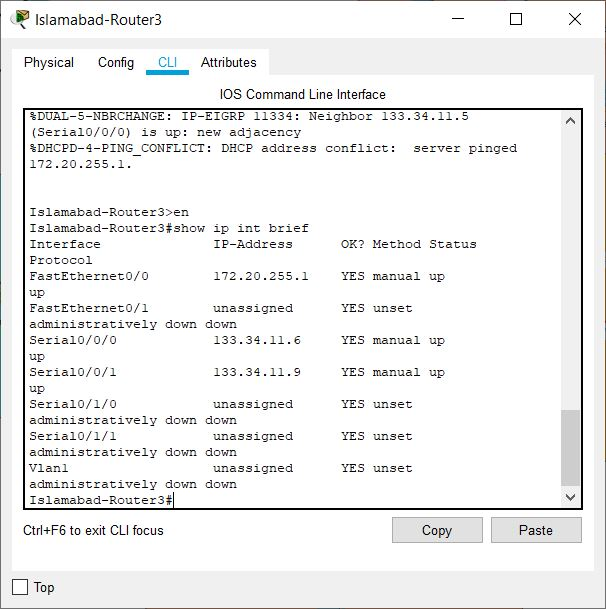 Islamabad-Router3
Physical Config CLI Attributes
IOS Command Line Interface
%DUAL-5-NBRCHANGE: IP-EIGRP 11334: Neighbor 133.34.11.5
(Serial0/0/0) is up: new adjacency
%DHCPD-4-PING_CONFLICT: DHCP address conflict:  server pinged
172.20.255.1.
Islamabad-Router3>en
Islamabad-Router3#show ip int brief
Interface              IP-Address      OK? Method Status
Protocol
FastEthernet0/0        172.20.255.1    YES manual up
up
FastEthernet0/1        unassigned      YES unset
administratively down down
Serial0/0/0            133.34.11.6     YES manual up
up
Serial0/0/1            133.34.11.9     YES manual up
up
Serial0/1/0            unassigned      YES unset
administratively down down
Serial0/1/1            unassigned      YES unset
administratively down down
Vlan1                  unassigned      YES unset
administratively down down
Islamabad-Router3#
Ctrl+F6 to exit CLI focus
Copy
Paste
Top